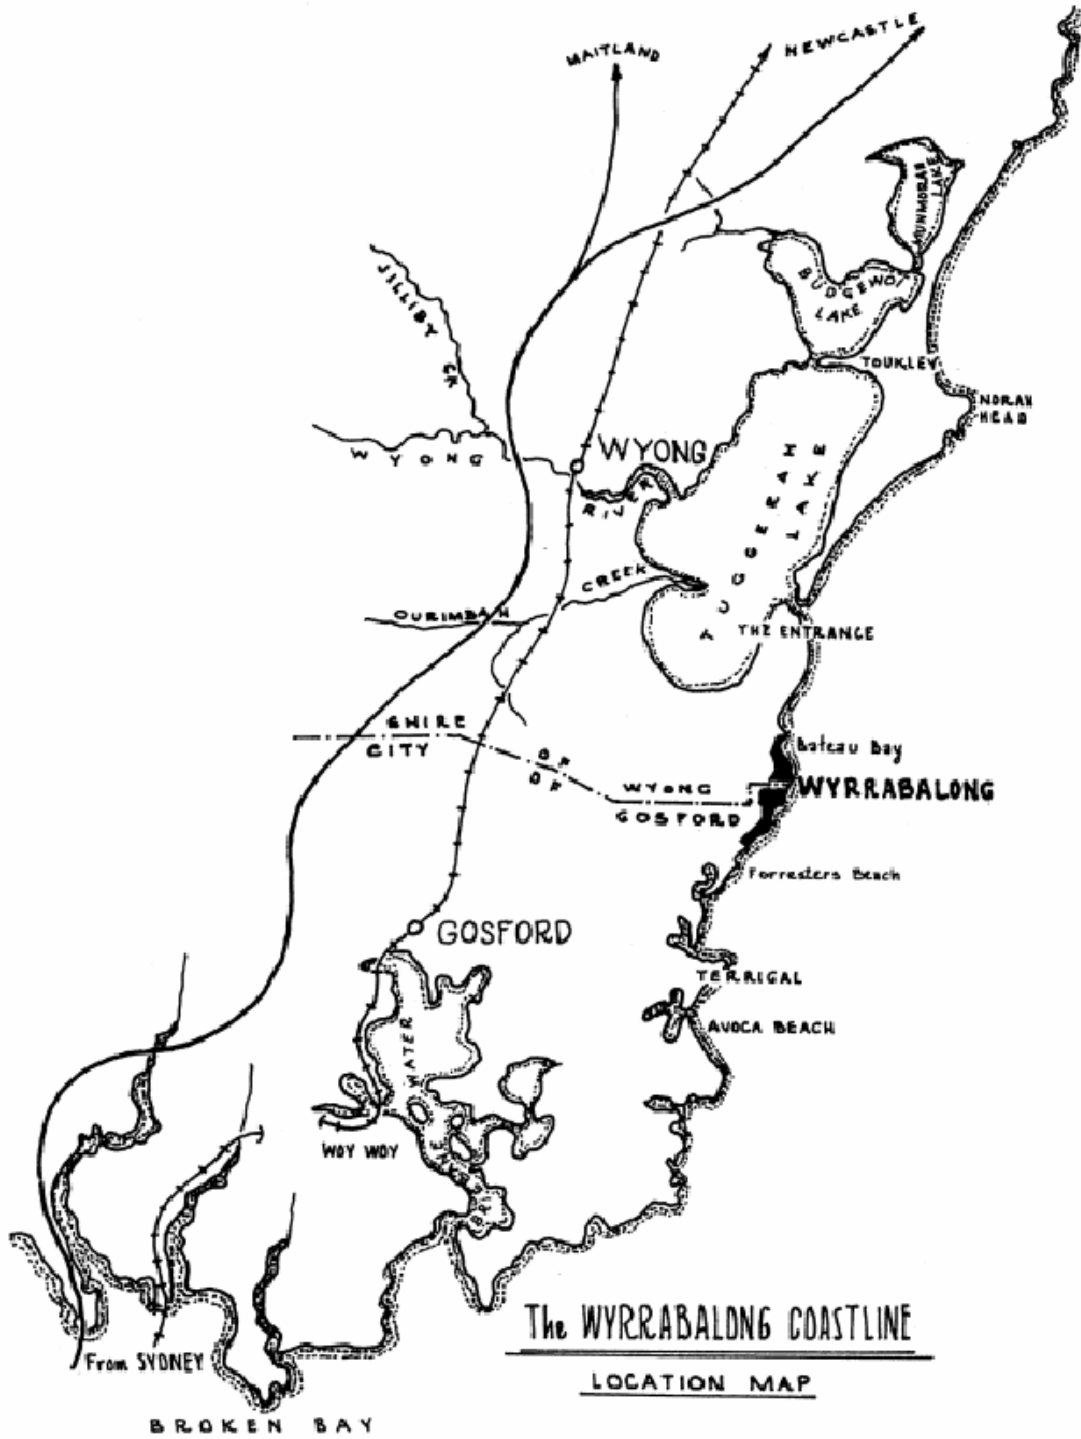 MAITLAND
NEWCASTLE
MUNMORAH
LAKE
JILLIBY CK
BUDGEWOI
LAKE
TOUKLEY
NORAH
HEAD
WYONG
WYONG
RIVER
TUGGERAH
LAKE
CREEK
OURIMBAH
THE ENTRANCE
SHIRE
CITY
OF
OF
WYONG
GOSFORD
Bateau Bay
WYRRABALONG
Forresters Beach
GOSFORD
TERRIGAL
AVOCA BEACH
WATER
WOY WOY
From SYDNEY
BROKEN BAY
The WYRRABALONG COASTLINE
LOCATION MAP